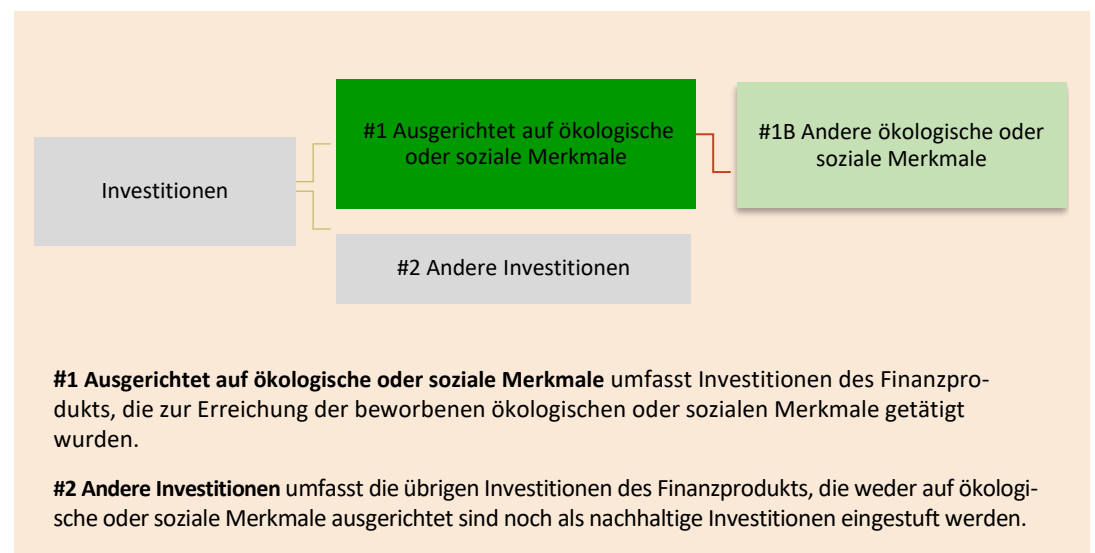 #1 Ausgerichtet auf ökologische
oder soziale Merkmale
#1B Andere ökologische oder
soziale Merkmale
Investitionen
#2 Andere Investitionen
#1 Ausgerichtet auf ökologische oder soziale Merkmale umfasst Investitionen des Finanzpro-
dukts, die zur Erreichung der beworbenen ökologischen oder sozialen Merkmale getätigt
wurden.
#2 Andere Investitionen umfasst die übrigen Investitionen des Finanzprodukts, die weder auf ökologi-
sche oder soziale Merkmale ausgerichtet sind noch als nachhaltige Investitionen eingestuft werden.